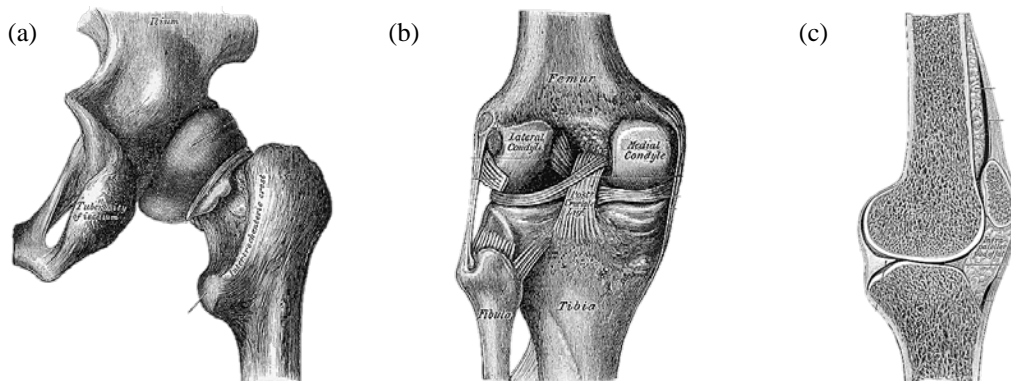 (a)
Ilium
Tuberosity
of ischium
Intertrochanteric crest
(b)
Femur
Lateral
Condyle
Medial
Condyle
Fibula
Tibia
(c)